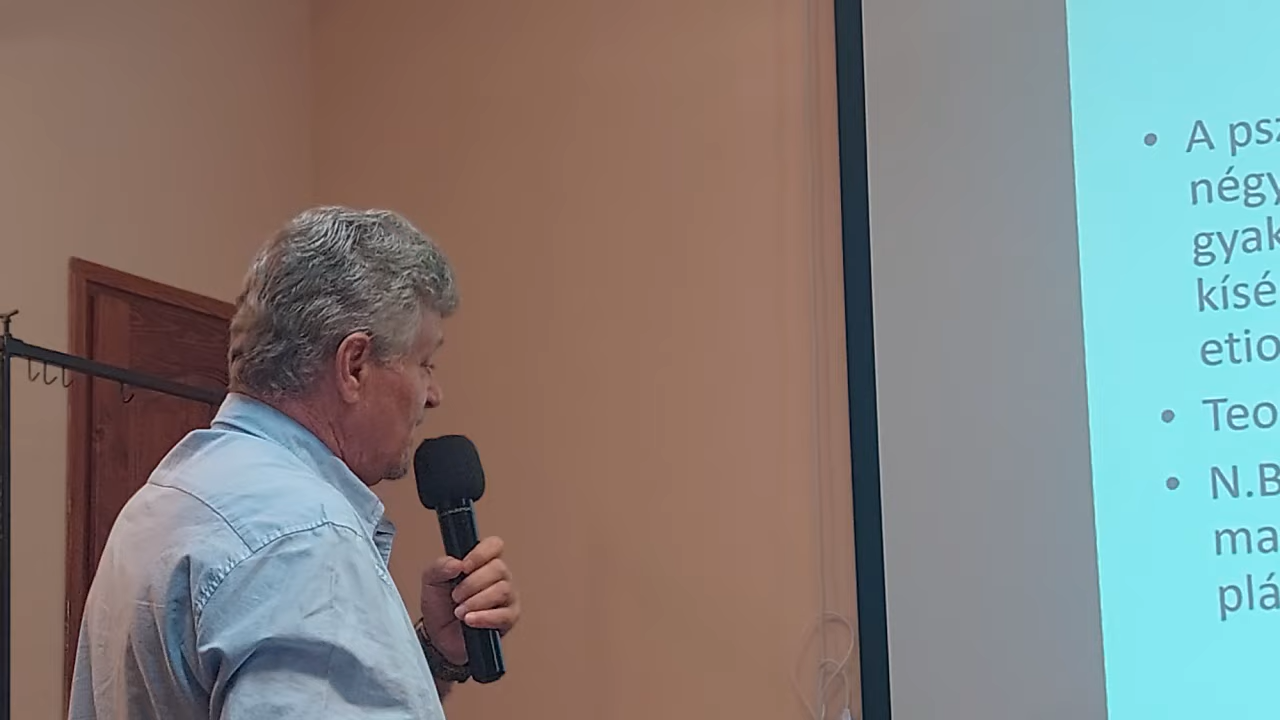 • A psz
négy
gyak
kísé
etio
• Teo
• N.B
ma
plá